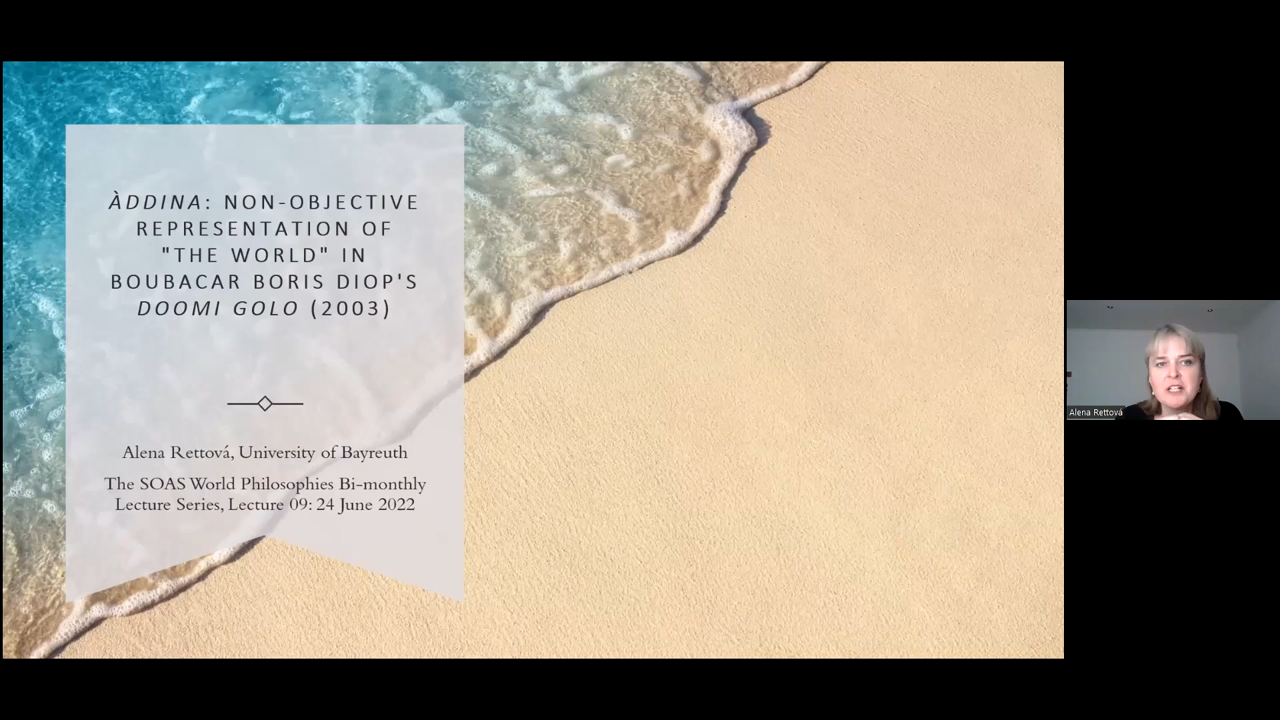 ÀDDINA: NON-OBJECTIVE
REPRESENTATION OF
"THE WORLD" IN
BOUBACAR BORIS DIOP'S
DOOMI GOLO (2003)
Alena Rettová, University of Bayreuth
The SOAS World Philosophies Bi-monthly
Lecture Series, Lecture 09: 24 June 2022
Alena Rettová